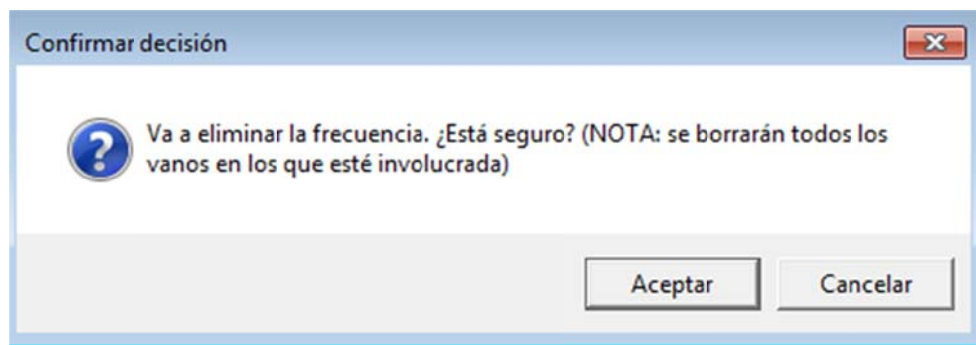 Confirmar decisión
Va a eliminar la frecuencia. ¿Está seguro? (NOTA: se borrarán todos los
vanos en los que esté involucrada)
Aceptar
Cancelar